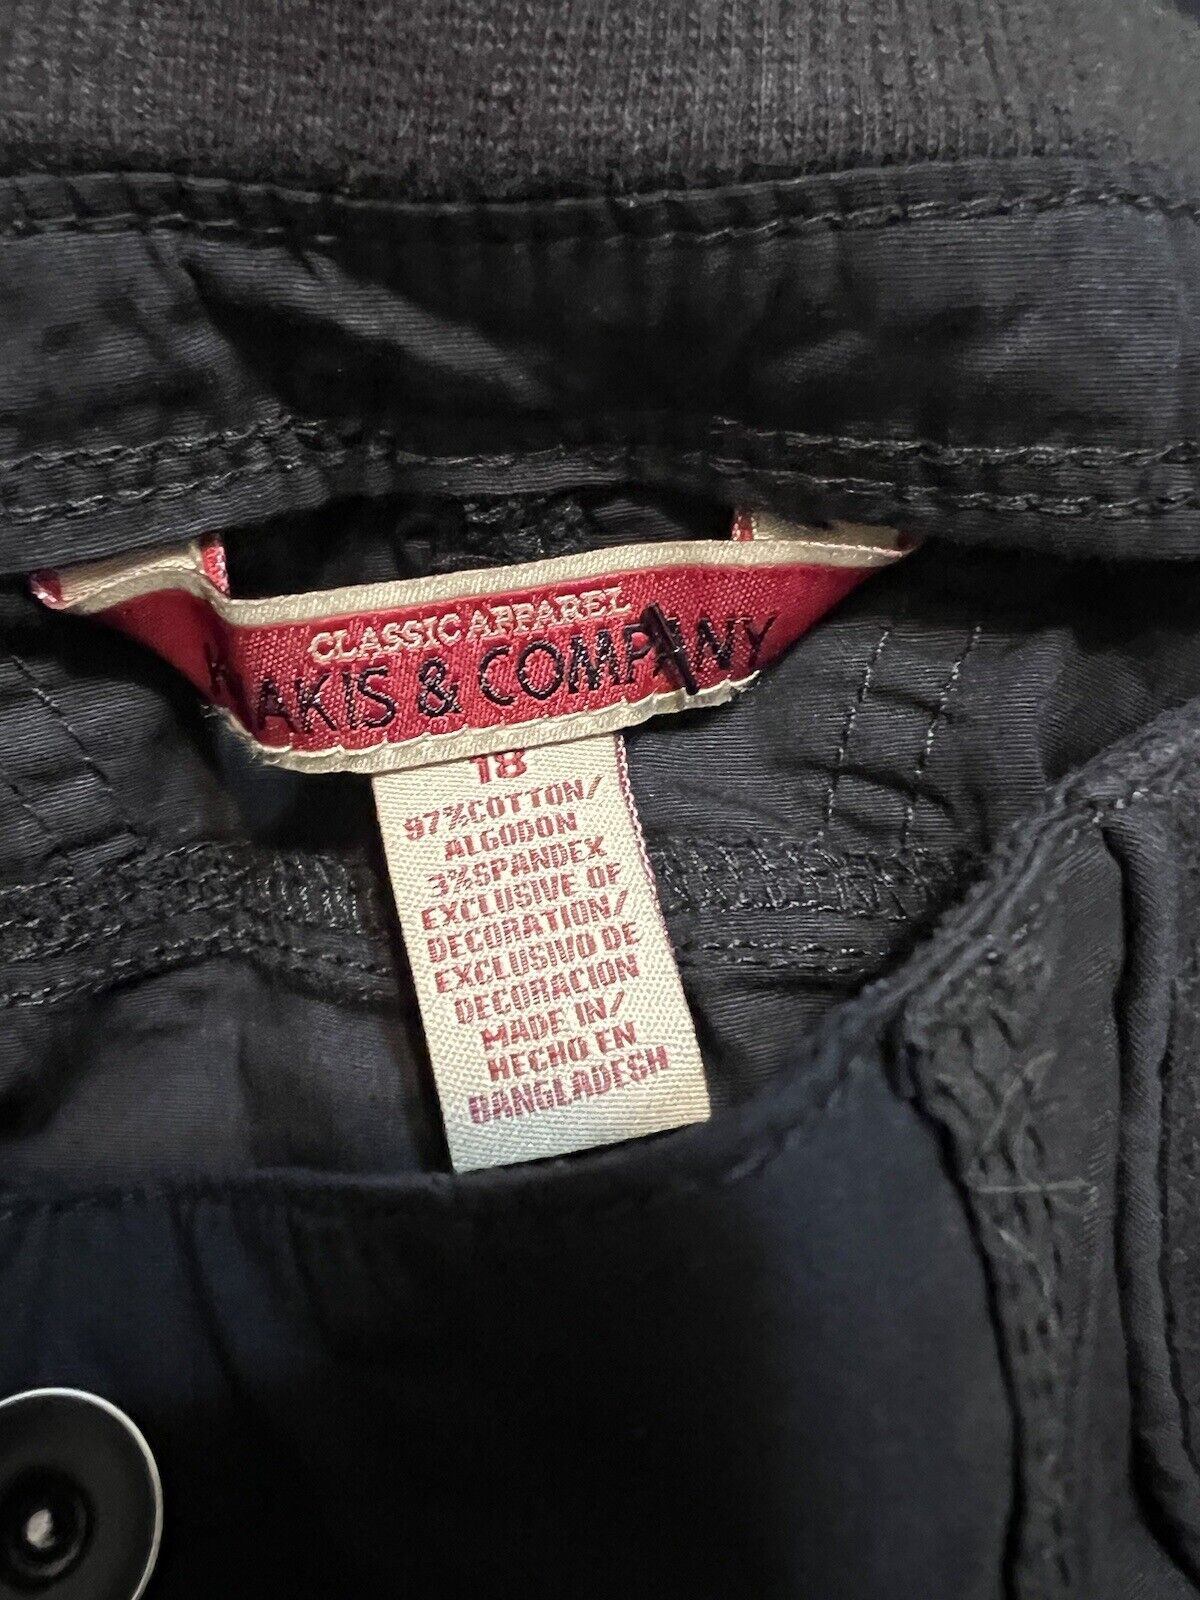 CLASSIC APPAREL
KHAKIS & COMPANY
18
97%COTTON/
ALGODON
3%SPANDEX
EXCLUSIVE OF
DECORATION/
EXCLUSIVO DE
DECORACION
MADE IN/
HECHO EN
BANGLADESH